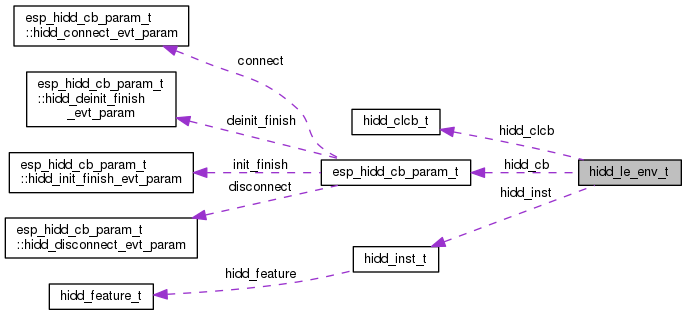 esp_hidd_cb_param_t
::hidd_connect_evt_param
connect
esp_hidd_cb_param_t
::hidd_deinit_finish
_evt_param
deinit_finish
hidd_clcb_t
hidd_clcb
esp_hidd_cb_param_t
::hidd_init_finish_evt_param
init_finish
esp_hidd_cb_param_t
hidd_cb
hidd_le_env_t
disconnect
hidd_inst
esp_hidd_cb_param_t
::hidd_disconnect_evt_param
hidd_inst_t
hidd_feature
hidd_feature_t